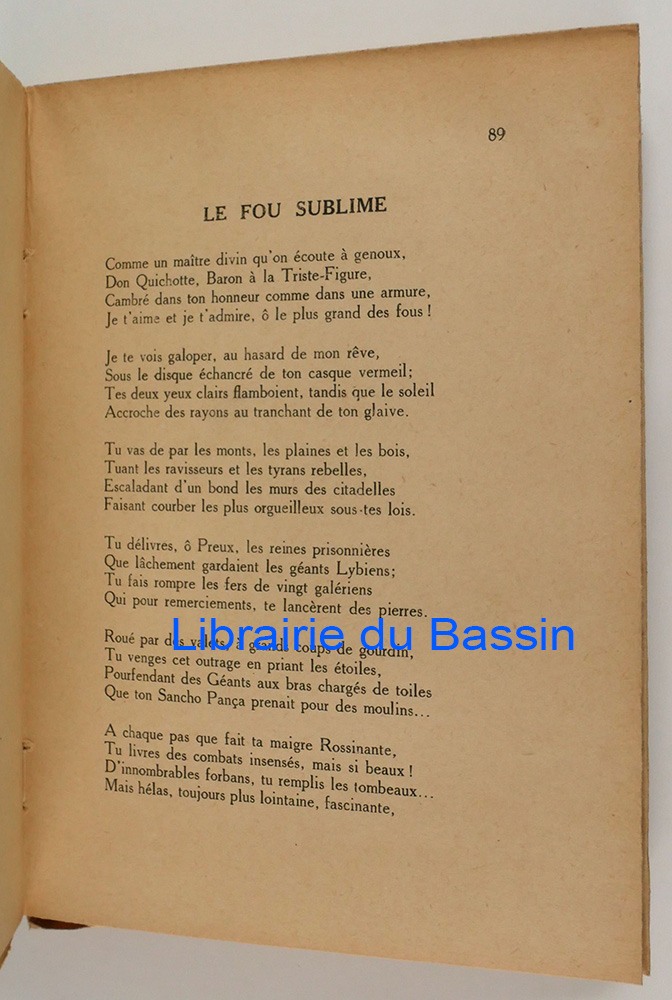 89
LE FOU SUBLIME
Comme un maître divin qu'on écoute à genoux,
Don Quichotte, Baron à la Triste-Figure,
Cambré dans ton honneur comme dans une armure,
Je t'aime et je t'admire, ô le plus grand des fous !
Je te vois galoper, au hasard de mon rêve,
Sous le disque échancré de ton casque vermeil;
Tes deux yeux clairs flamboient, tandis que le soleil
Accroche des rayons au tranchant de ton glaive.
Tu vas de par les monts, les plaines et les bois,
Tuant les ravisseurs et les tyrans rebelles,
Escaladant d'un bond les murs des citadelles
Faisant courber les plus orgueilleux sous-tes lois.
Tu délivres, ô Preux, les reines prisonnières
Que lâchement gardaient les géants Lybiens;
Tu fais rompre les fers de vingt galériens
Qui pour remerciements, te lancèrent des pierres.
Roué par des valets, à grands coups de gourdin,
Librairie du Bassin
Tu venges cet outrage en priant les étoiles,
Pourfendant des Géants aux bras chargés de toiles
Que ton Sancho Pança prenait pour des moulins...
A chaque pas que fait ta maigre Rossinante,
Tu livres des combats insensés, mais si beaux !
D'innombrables forbans, tu remplis les tombeaux...
Mais hélas, toujours plus lointaine, fascinante,